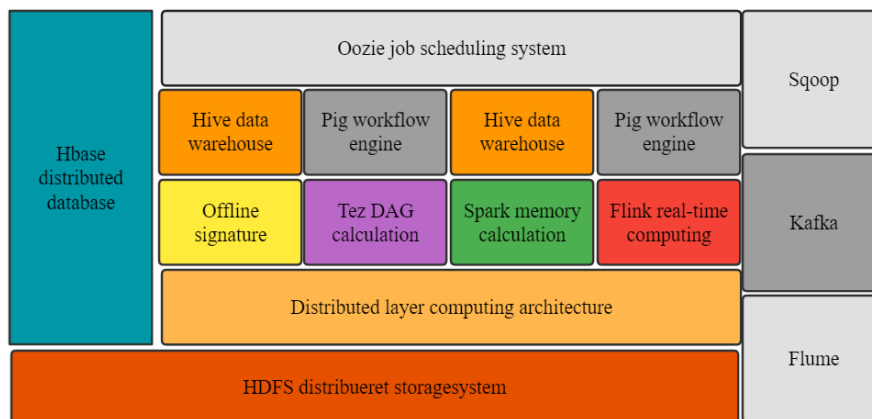 Oozie job scheduling system
Sqoop
Hbase
distributed
database
Hive data
warehouse
Pig workflow
engine
Hive data
warehouse
Pig workflow
engine
Offline
signature
Tez DAG
calculation
Spark memory
calculation
Flink real-time
computing
Kafka
Distributed layer computing architecture
HDFS distribueret storagesystem
Flume